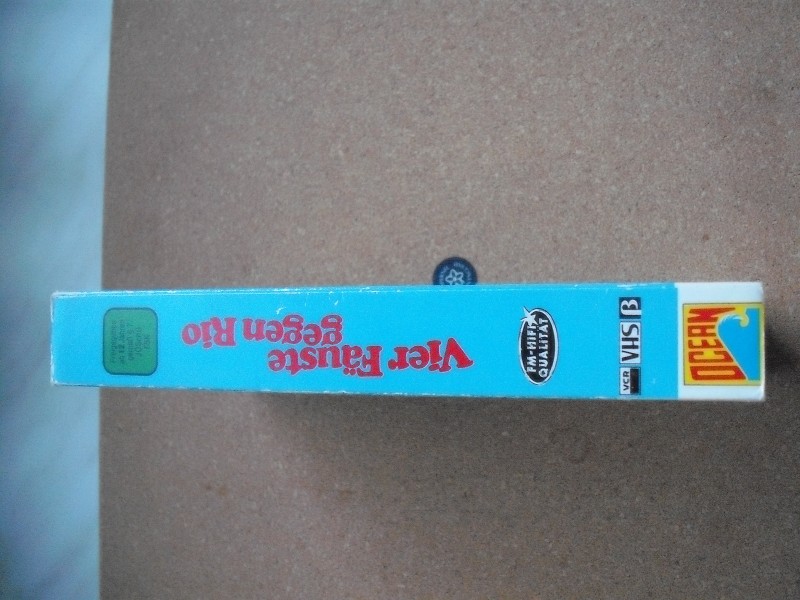 Vier Fäuste
gegen Rio
FM-HIFI
QUALITÄT
VCR
VHS
β
OCEAN